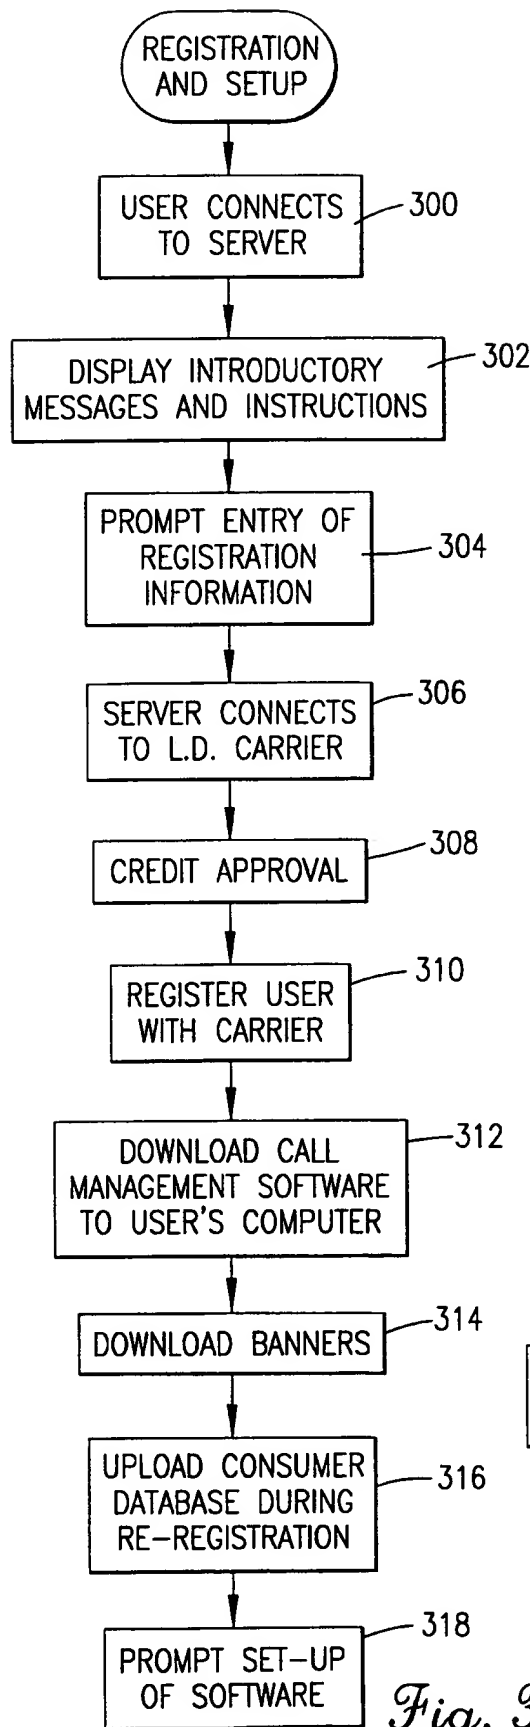 REGISTRATION
AND SETUP
USER CONNECTS
TO SERVER
300
DISPLAY INTRODUCTORY
MESSAGES AND INSTRUCTIONS
302
PROMPT ENTRY OF
REGISTRATION
INFORMATION
304
SERVER CONNECTS
TO L.D. CARRIER
306
CREDIT APPROVAL
308
REGISTER USER
WITH CARRIER
310
DOWNLOAD CALL
MANAGEMENT SOFTWARE
TO USER'S COMPUTER
312
DOWNLOAD BANNERS
314
UPLOAD CONSUMER
DATABASE DURING
RE-REGISTRATION
316
PROMPT SET-UP
OF SOFTWARE
318
Fig. 3